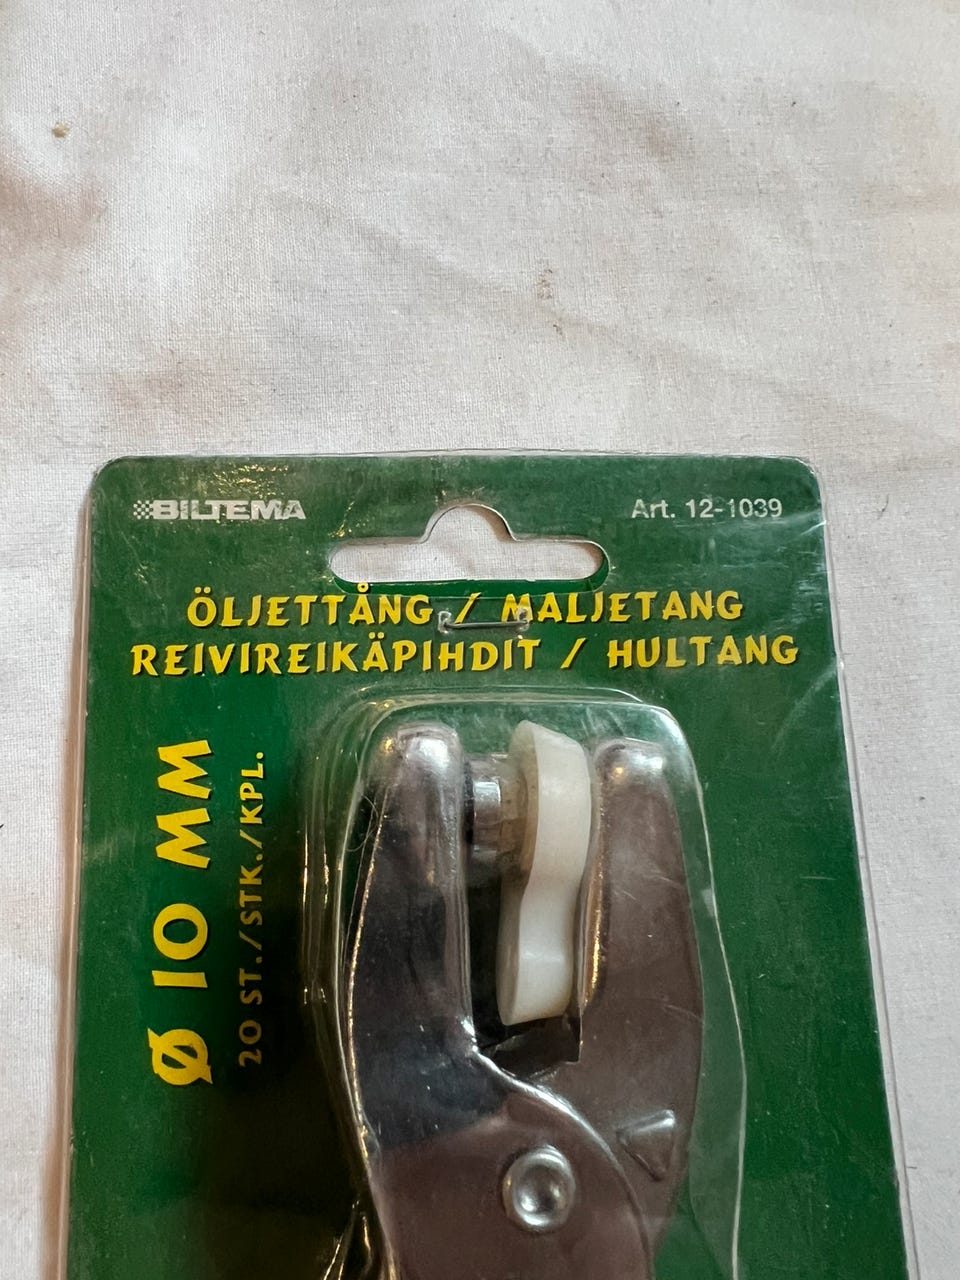 BILTEMA
Art. 12-1039
ÖLJETTÅNG / MALJETANG
REIVIREIKÄPIHDIT / HULTANG
Ø 10 MM
20 ST./STK./KPL.